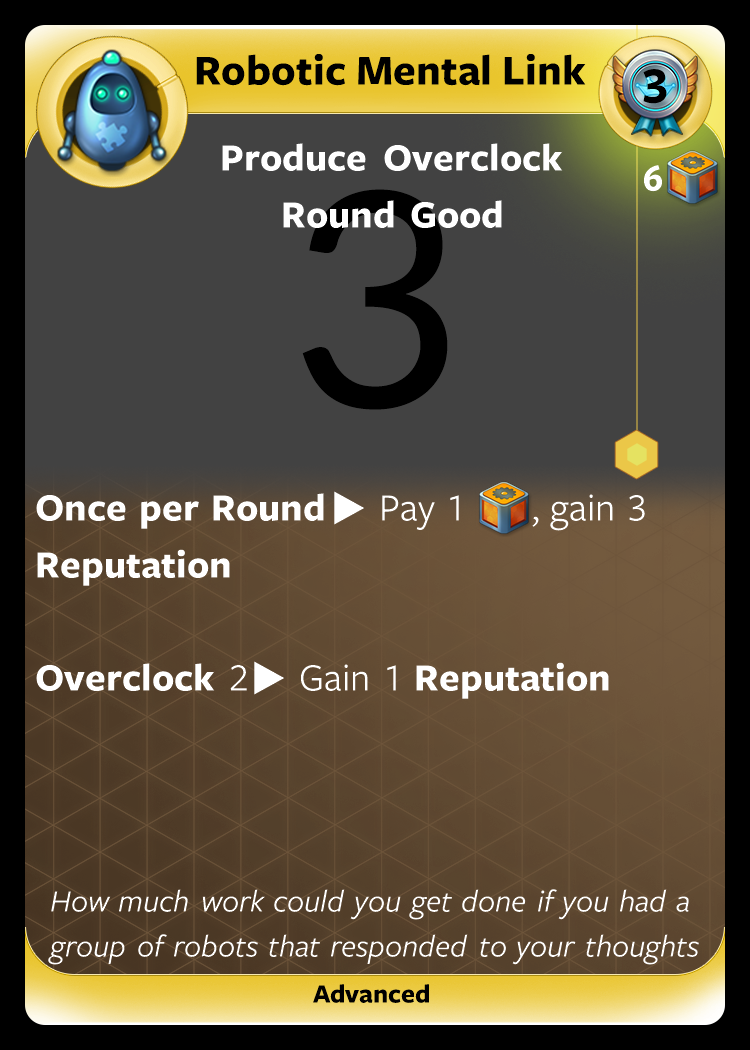 Robotic Mental Link
3
Produce Overclock
6
Round Good
3
Once per Round▶ Pay 1 , gain 3
Reputation
Overclock 2▶ Gain 1 Reputation
How much work could you get done if you had a
group of robots that responded to your thoughts
Advanced